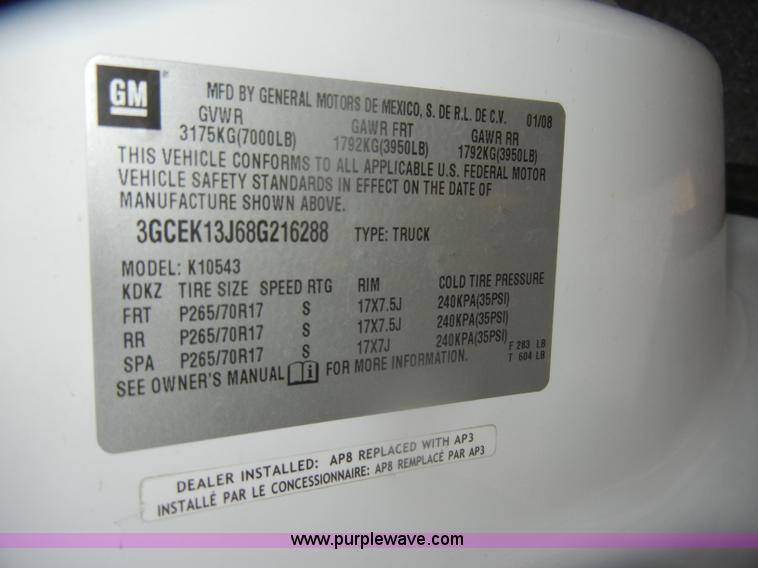 GM
MFD BY GENERAL MOTORS DE MEXICO, S. DE R.L. DE C.V. 01/08
GVWR GAWR FRT GAWR RR
3175KG(7000LB) 1792KG(3950LB) 1792KG(3950LB)
THIS VEHICLE CONFORMS TO ALL APPLICABLE U.S. FEDERAL MOTOR
VEHICLE SAFETY STANDARDS IN EFFECT ON THE DATE OF
MANUFACTURE SHOWN ABOVE.
3GCEK13J68G216288 TYPE: TRUCK
MODEL: K10543
KDKZ TIRE SIZE SPEED RTG RIM COLD TIRE PRESSURE
FRT P265/70R17 S 17X7.5J 240KPA(35PSI)
RR P265/70R17 S 17X7.5J 240KPA(35PSI)
SPA P265/70R17 S 17X7J 240KPA(35PSI) F 283 LB
SEE OWNER'S MANUAL FOR MORE INFORMATION. T 604 LB
DEALER INSTALLED: AP8 REPLACED WITH AP3
INSTALLÉ PAR LE CONCESSIONNAIRE: AP8 REMPLACÉ PAR AP3
www.purplewave.com